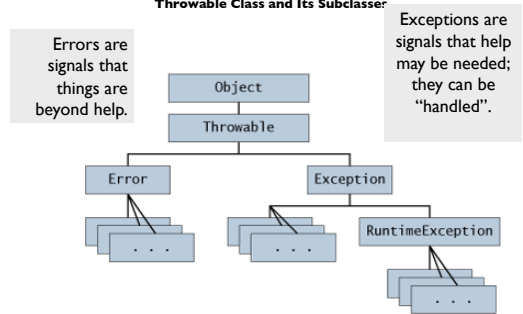 Throwable Class and Its Subclasses
Errors are
signals that
things are
beyond help.
Exceptions are
signals that help
may be needed;
they can be
“handled”.
Object
Throwable
Error
Exception
. . .
. . .
RuntimeException
. . .